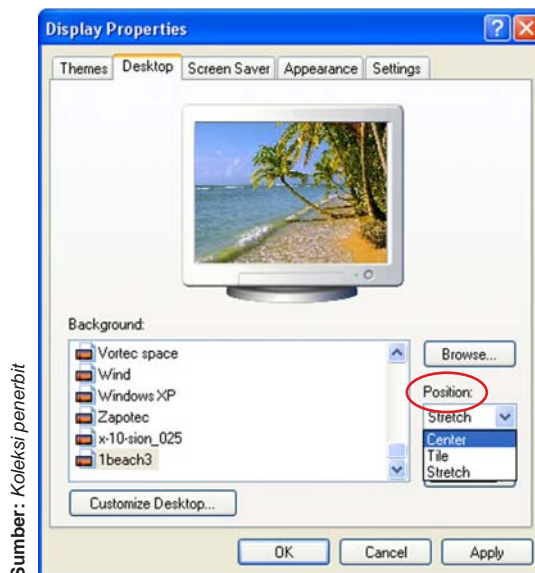 Display Properties
Themes Desktop Screen Saver Appearance Settings
Background:
Vortec space
Wind
Windows XP
Zapotec
x-10-sion_025
1beach3
Browse...
Position:
Stretch
Center
Tile
Stretch
Customize Desktop...
OK Cancel Apply
Sumber: Koleksi penerbit